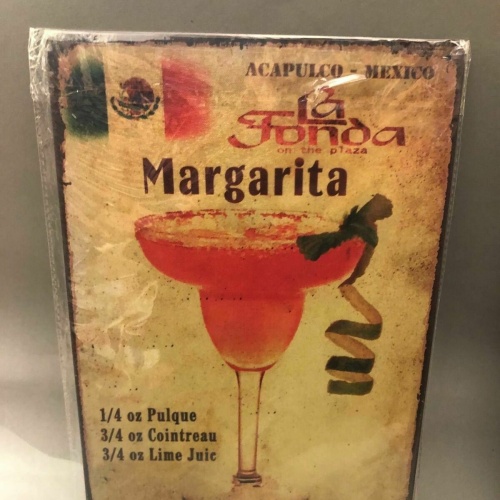 ACAPULCO - MEXICO
La
Fonda
on the plaza
Margarita
1/4 oz Pulque
3/4 oz Cointreau
3/4 oz Lime Juic